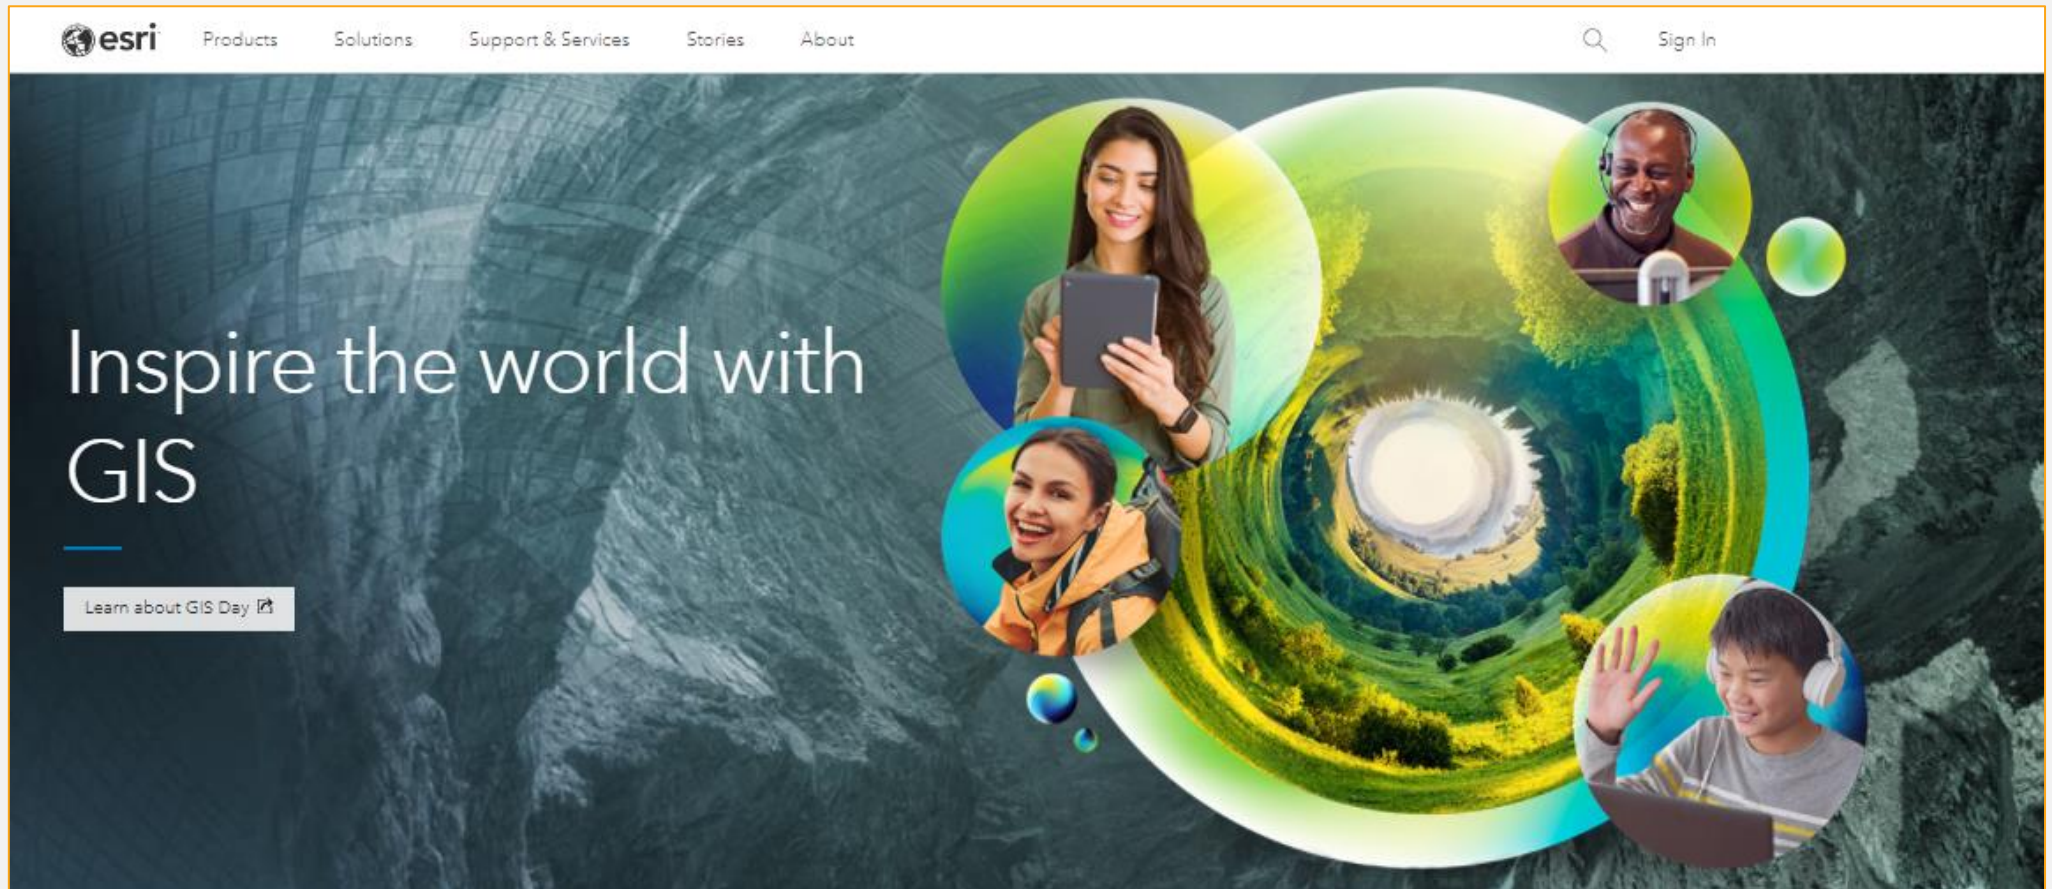 esri
Products
Solutions
Support & Services
Stories
About
Sign In
Inspire the world with
GIS
Learn about GIS Day